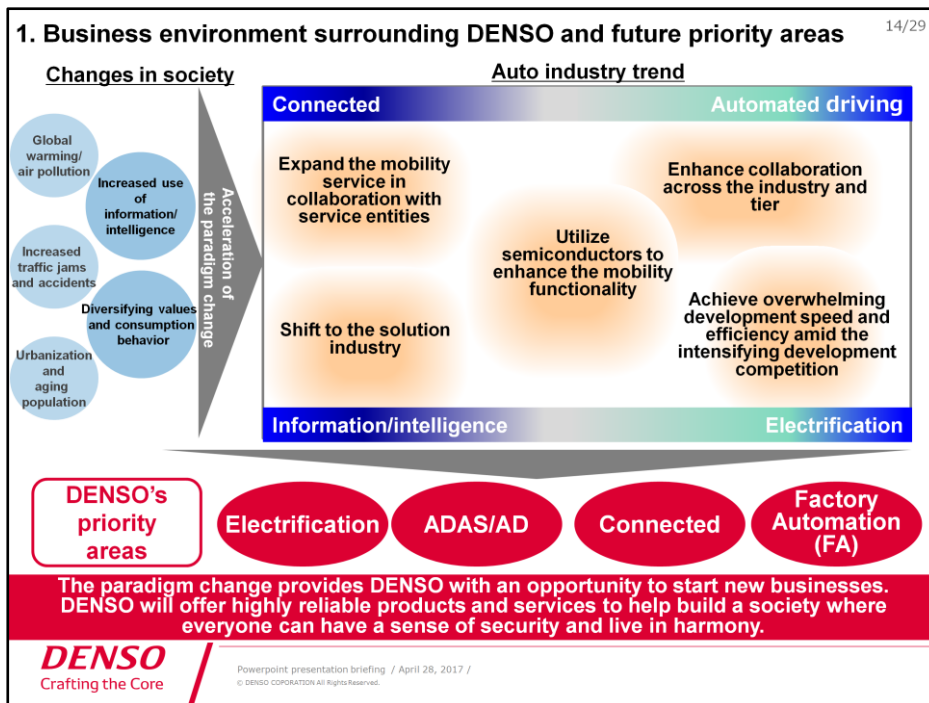 1. Business environment surrounding DENSO and future priority areas
14/29
Changes in society
Global
warming/
air pollution
Increased use
of
information/
intelligence
Increased
traffic jams
and accidents
Diversifying values
and consumption
behavior
Urbanization
and
aging
population
Acceleration of
the paradigm change
Auto industry trend
Connected
Automated driving
Expand the mobility
service in
collaboration with
service entities
Enhance collaboration
across the industry and
tier
Utilize
semiconductors to
enhance the mobility
functionality
Shift to the solution
industry
Achieve overwhelming
development speed and
efficiency amid the
intensifying development
competition
Information/intelligence
Electrification
DENSO's
priority
areas
Electrification
ADAS/AD
Connected
Factory
Automation
(FA)
The paradigm change provides DENSO with an opportunity to start new businesses.
DENSO will offer highly reliable products and services to help build a society where
everyone can have a sense of security and live in harmony.
DENSO
Crafting the Core
Powerpoint presentation briefing / April 28, 2017 /
© DENSO COPORATION All Rights Reserved.